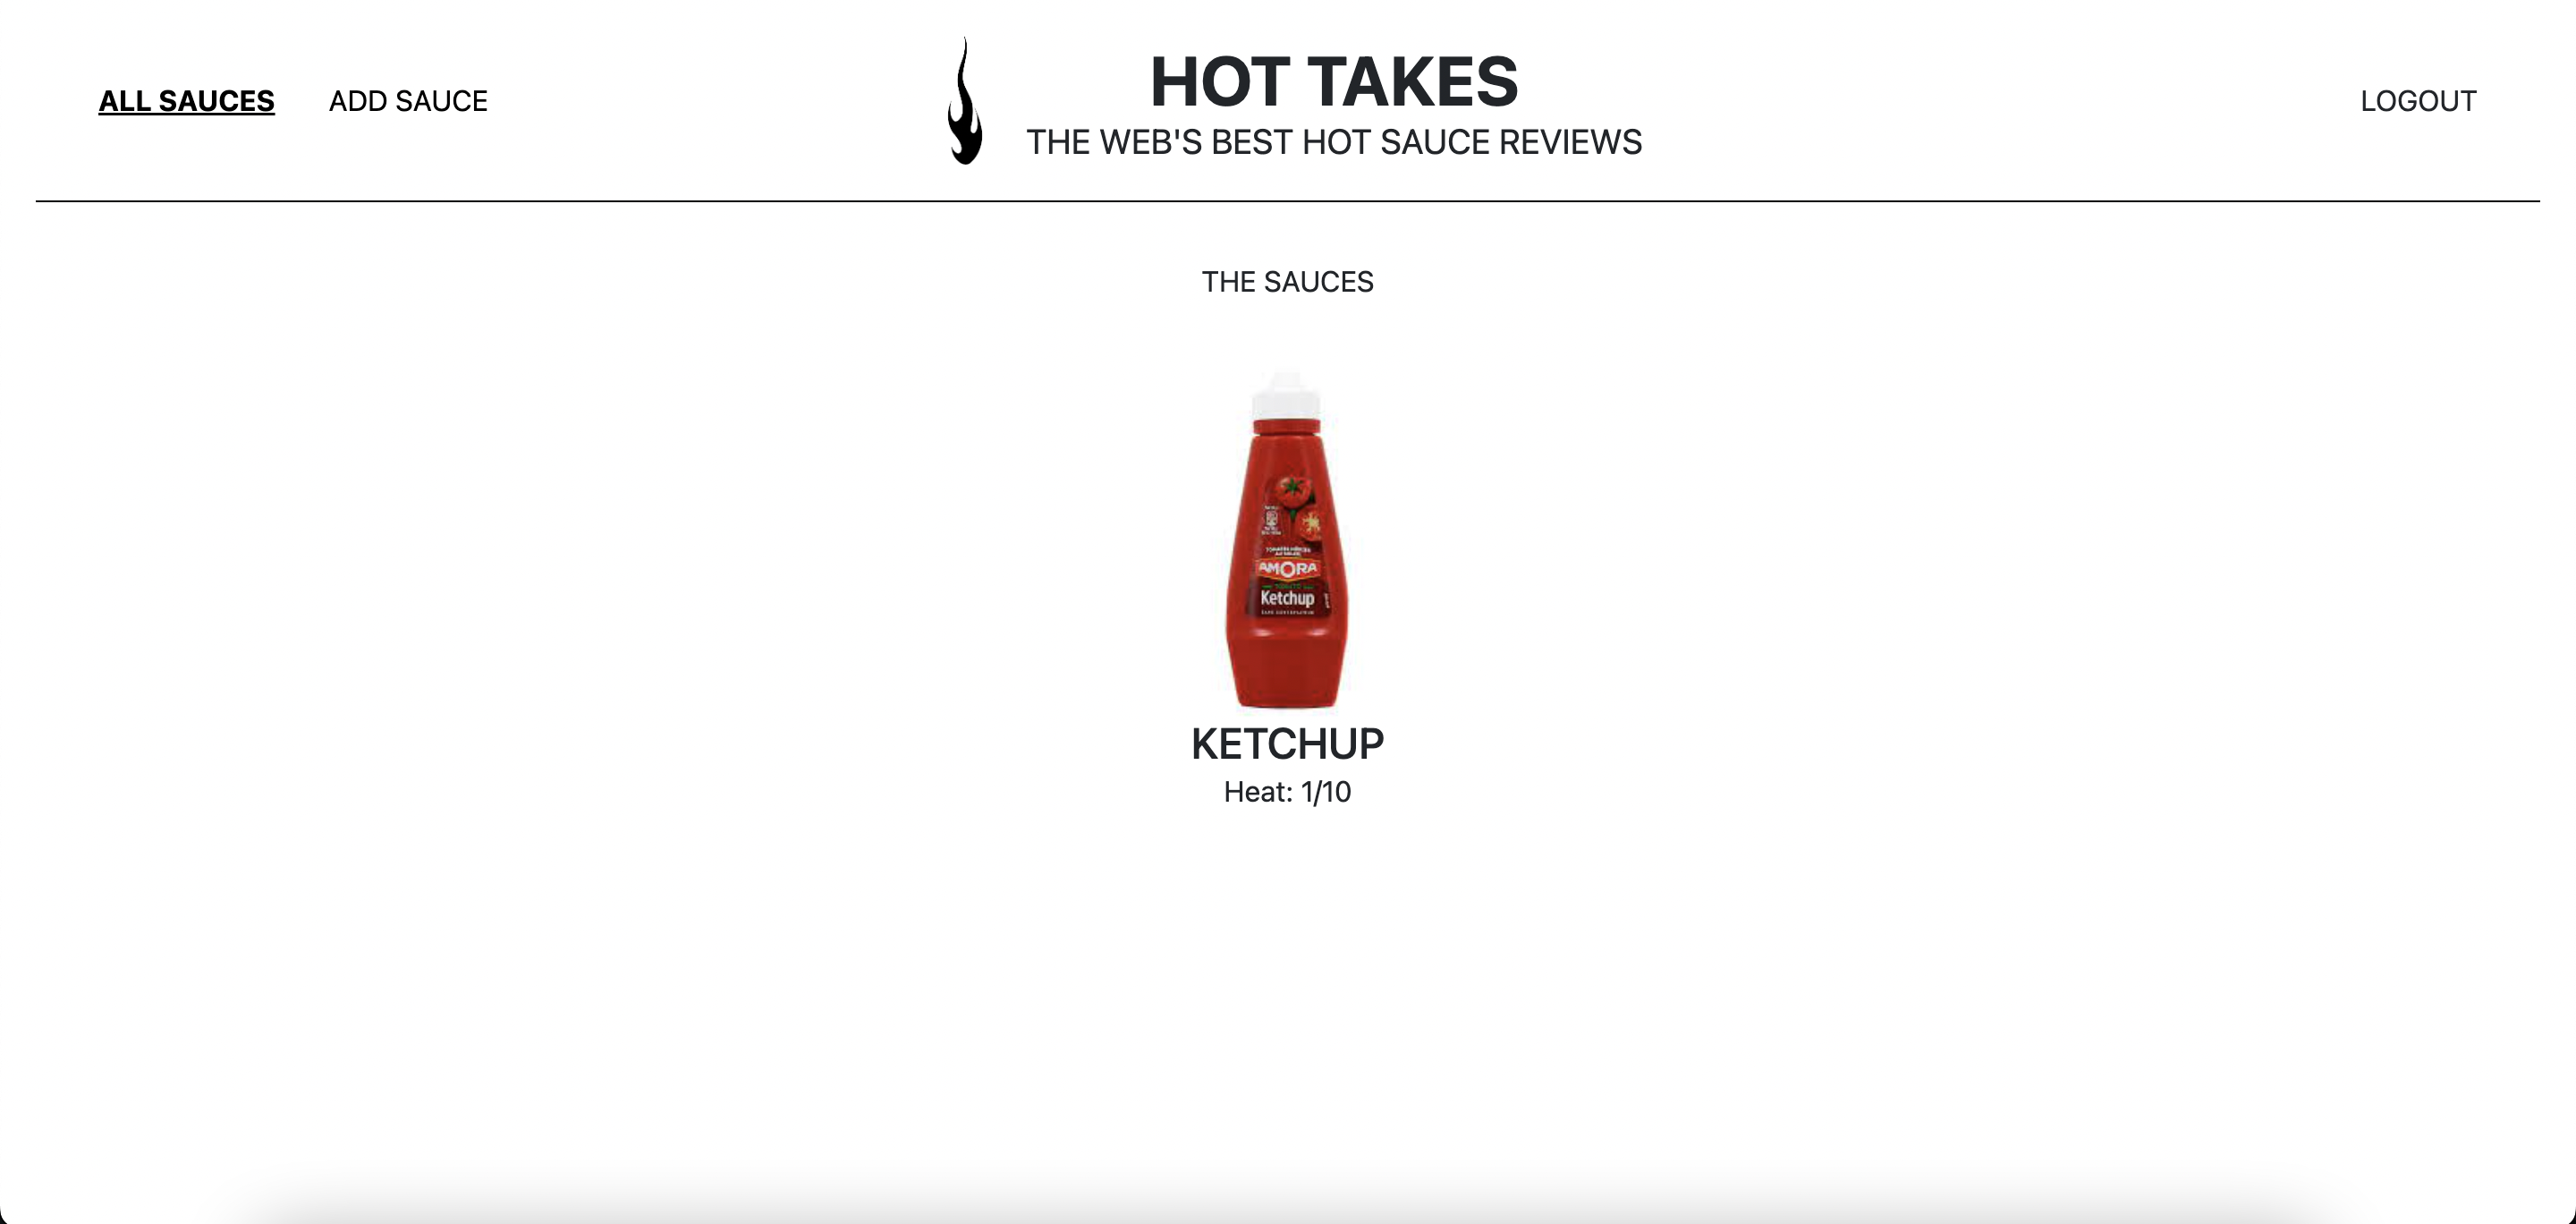 ALL SAUCES
ADD SAUCE
HOT TAKES
THE WEB'S BEST HOT SAUCE REVIEWS
LOGOUT
THE SAUCES
AMORA
Ketchup
KETCHUP
Heat: 1/10